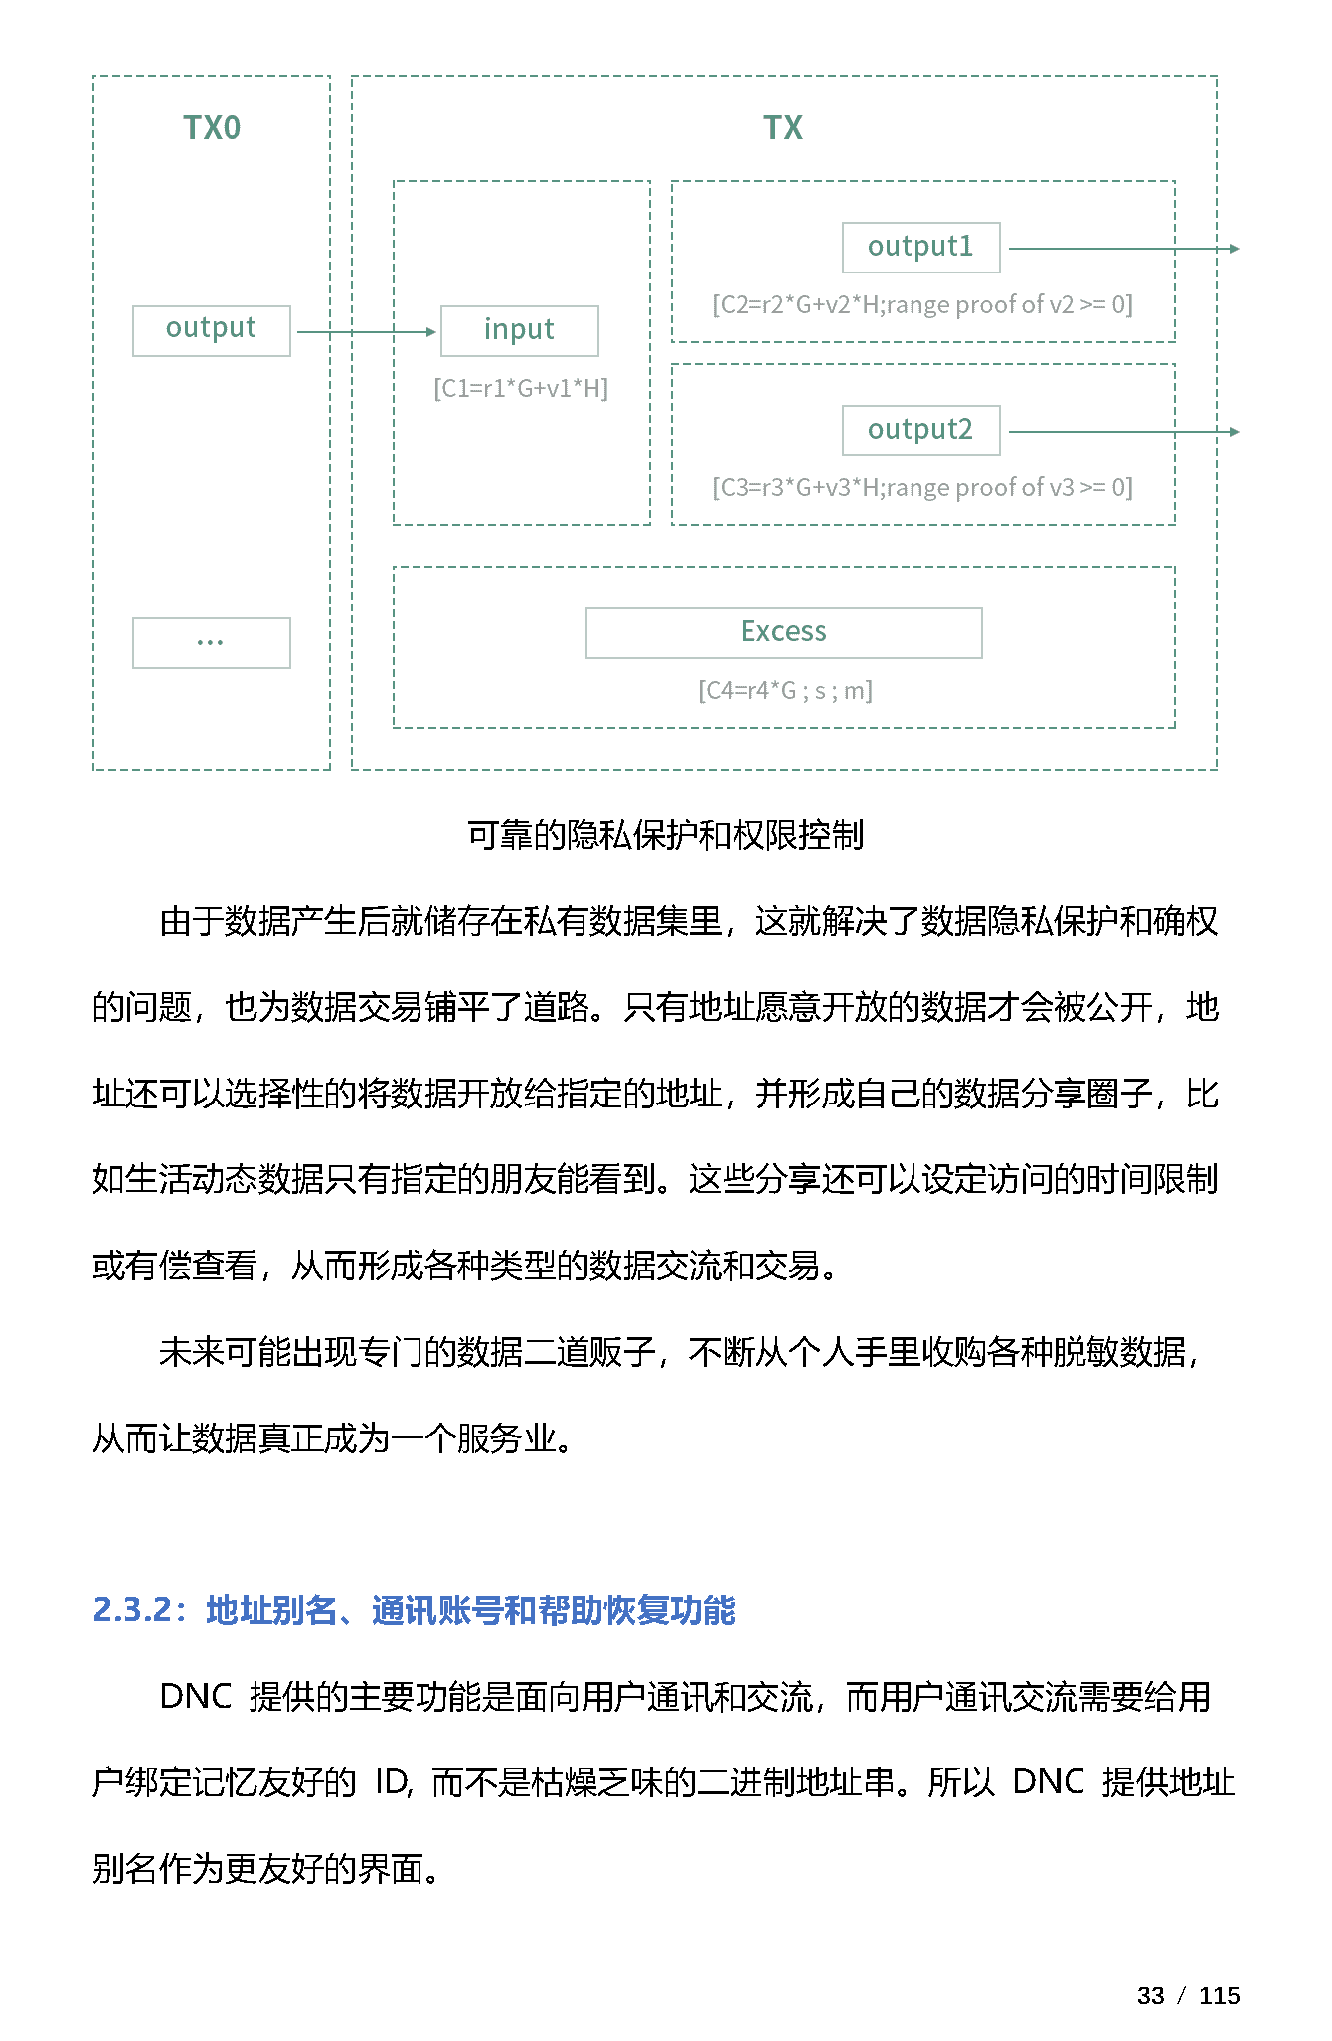 TX0
TX
output1
[C2=r2*G+v2*H;range proof of v2 >= 0]
output
input
[C1=r1*G+v1*H]
output2
[C3=r3*G+v3*H;range proof of v3 >= 0]
...
Excess
[C4=r4*G ; s ; m]
可靠的隐私保护和权限控制
由于数据产生后就储存在私有数据集里，这就解决了数据隐私保护和确权
的问题，也为数据交易铺平了道路。只有地址愿意开放的数据才会被公开，地
址还可以选择性的将数据开放给指定的地址，并形成自己的数据分享圈子，比
如生活动态数据只有指定的朋友能看到。这些分享还可以设定访问的时间限制
或有偿查看，从而形成各种类型的数据交流和交易。
未来可能出现专门的数据二道贩子，不断从个人手里收购各种脱敏数据，
从而让数据真正成为一个服务业。
2.3.2：地址别名、通讯账号和帮助恢复功能
DNC 提供的主要功能是面向用户通讯和交流，而用户通讯交流需要给用
户绑定记忆友好的 ID, 而不是枯燥乏味的二进制地址串。所以 DNC 提供地址
别名作为更友好的界面。
33 / 115